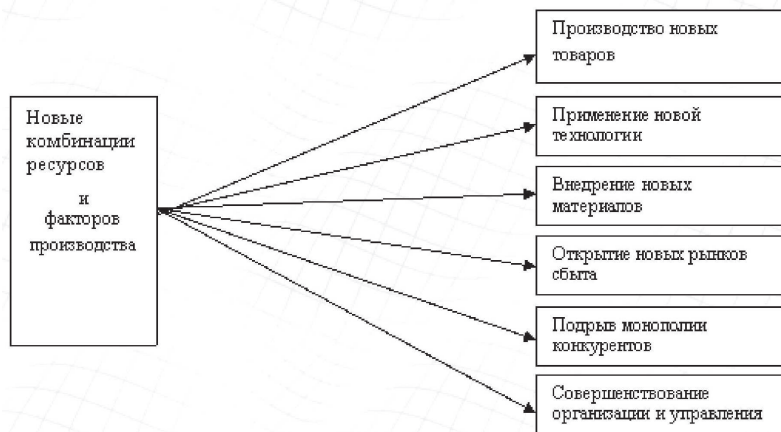 Новые
комбинации
ресурсов
и
факторов
производства
Производство новых
товаров
Применение новой
технологии
Внедрение новых
материалов
Открытие новых рынков
сбыта
Подрыв монополии
конкурентов
Совершенствование
организации и управления